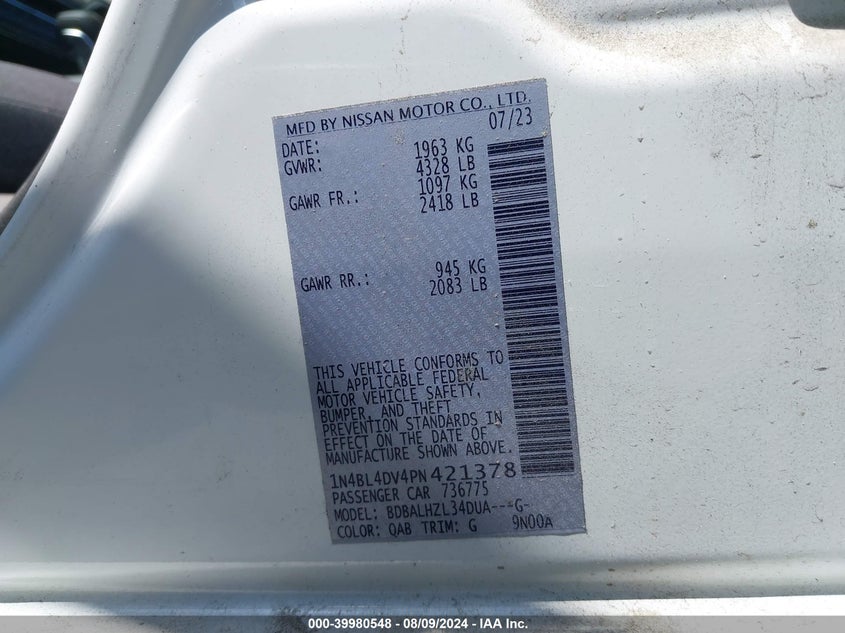 MFD BY NISSAN MOTOR CO., LTD.
DATE: 07/23
GVWR: 1963 KG
4328 LB
GAWR FR.: 1097 KG
2418 LB
GAWR RR.: 945 KG
2083 LB
THIS VEHICLE CONFORMS TO
ALL APPLICABLE FEDERAL
MOTOR VEHICLE SAFETY,
BUMPER, AND THEFT
PREVENTION STANDARDS IN
EFFECT ON THE DATE OF
MANUFACTURE SHOWN ABOVE.
1N4BL4DV4PN421378
PASSENGER CAR 736775
MODEL: BDBALHZL34DUA---G-
COLOR: QAB TRIM: G 9N00A
000-39980548 - 08/09/2024 - IAA Inc.